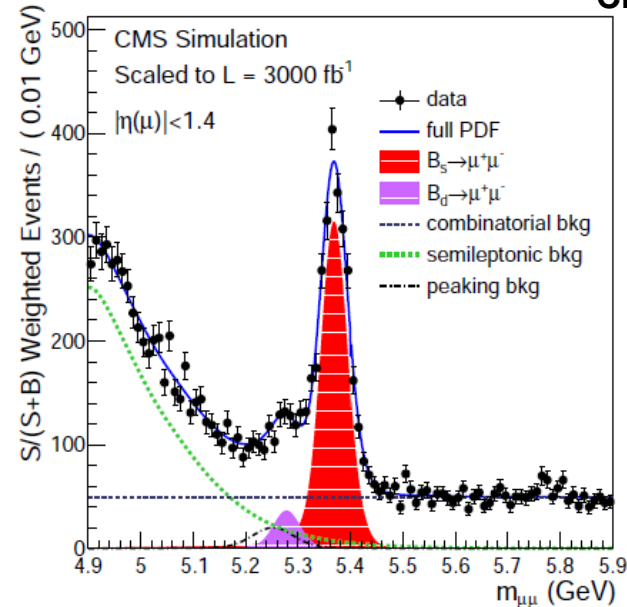 CMS Simulation
Scaled to L = 3000 fb⁻¹
|η(μ)|<1.4
data
full PDF
Bs→μ⁺μ⁻
Bd→μ⁺μ⁻
combinatorial bkg
semileptonic bkg
peaking bkg
S/(S+B) Weighted Events / ( 0.01 GeV)
500
400
300
200
100
0
4.9 5 5.1 5.2 5.3 5.4 5.5 5.6 5.7 5.8 5.9
mμμ (GeV)